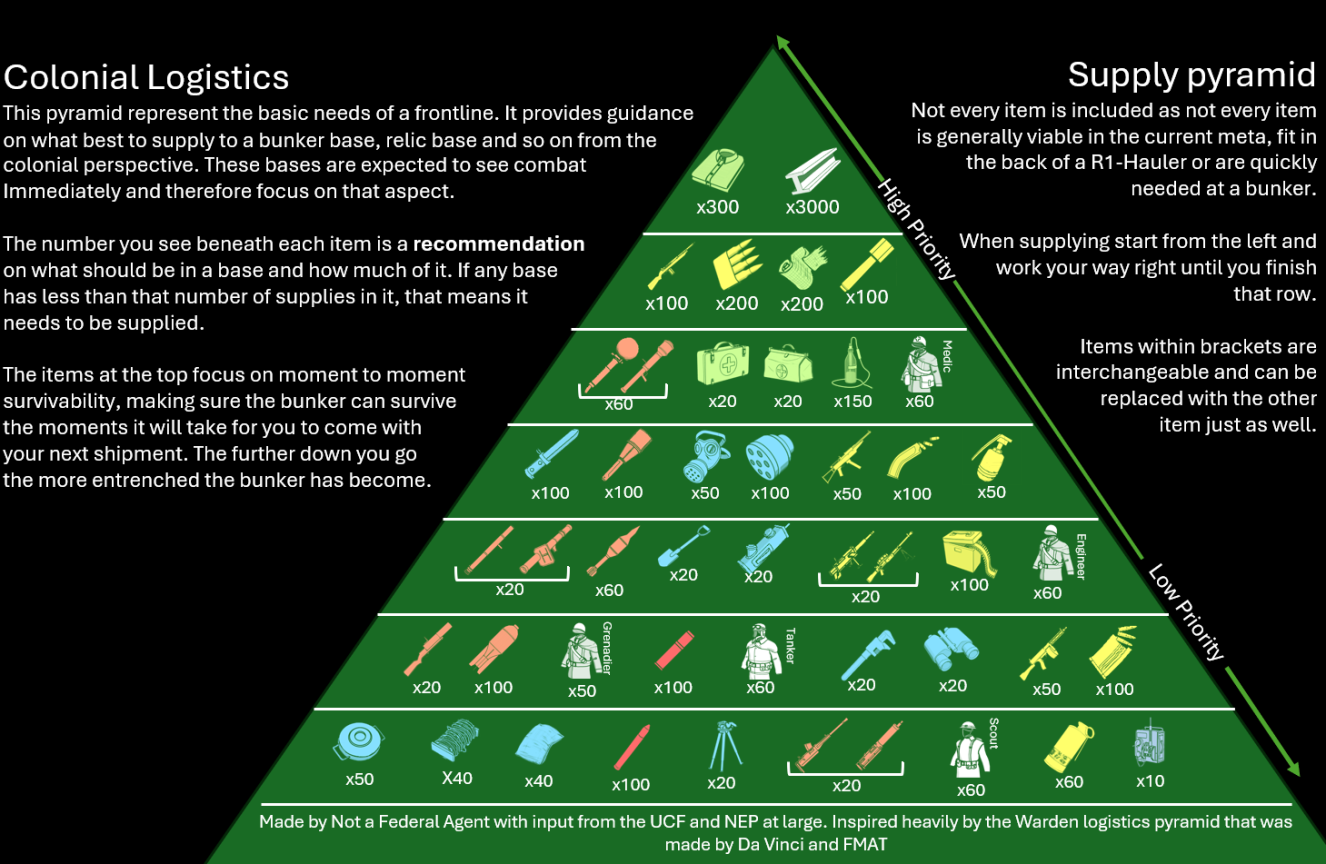 Colonial Logistics
This pyramid represent the basic needs of a frontline. It provides guidance
on what best to supply to a bunker base, relic base and so on from the
colonial perspective. These bases are expected to see combat
Immediately and therefore focus on that aspect.
The number you see beneath each item is a recommendation
on what should be in a base and how much of it. If any base
has less than that number of supplies in it, that means it
needs to be supplied.
The items at the top focus on moment to moment
survivability, making sure the bunker can survive
the moments it will take for you to come with
your next shipment. The further down you go
the more entrenched the bunker has become.
Supply pyramid
Not every item is included as not every item
is generally viable in the current meta, fit in
the back of a R1-Hauler or are quickly
needed at a bunker.
When supplying start from the left and
work your way right until you finish
that row.
Items within brackets are
interchangeable and can be
replaced with the other
item just as well.
High Priority
Low Priority
x300 x3000
x100 x200 x200 x100
Medic
x60 x20 x20 x150 x60
x100 x100 x50 x100 x50 x100 x50
Engineer
x20 x60 x20 x20 x20 x100 x60
Grenadier
Tanker
x20 x100 x50 x100 x60 x20 x20 x50 x100
Scout
x50 X40 x40 x100 x20 x20 x60 x60 x10
Made by Not a Federal Agent with input from the UCF and NEP at large. Inspired heavily by the Warden logistics pyramid that was
made by Da Vinci and FMAT